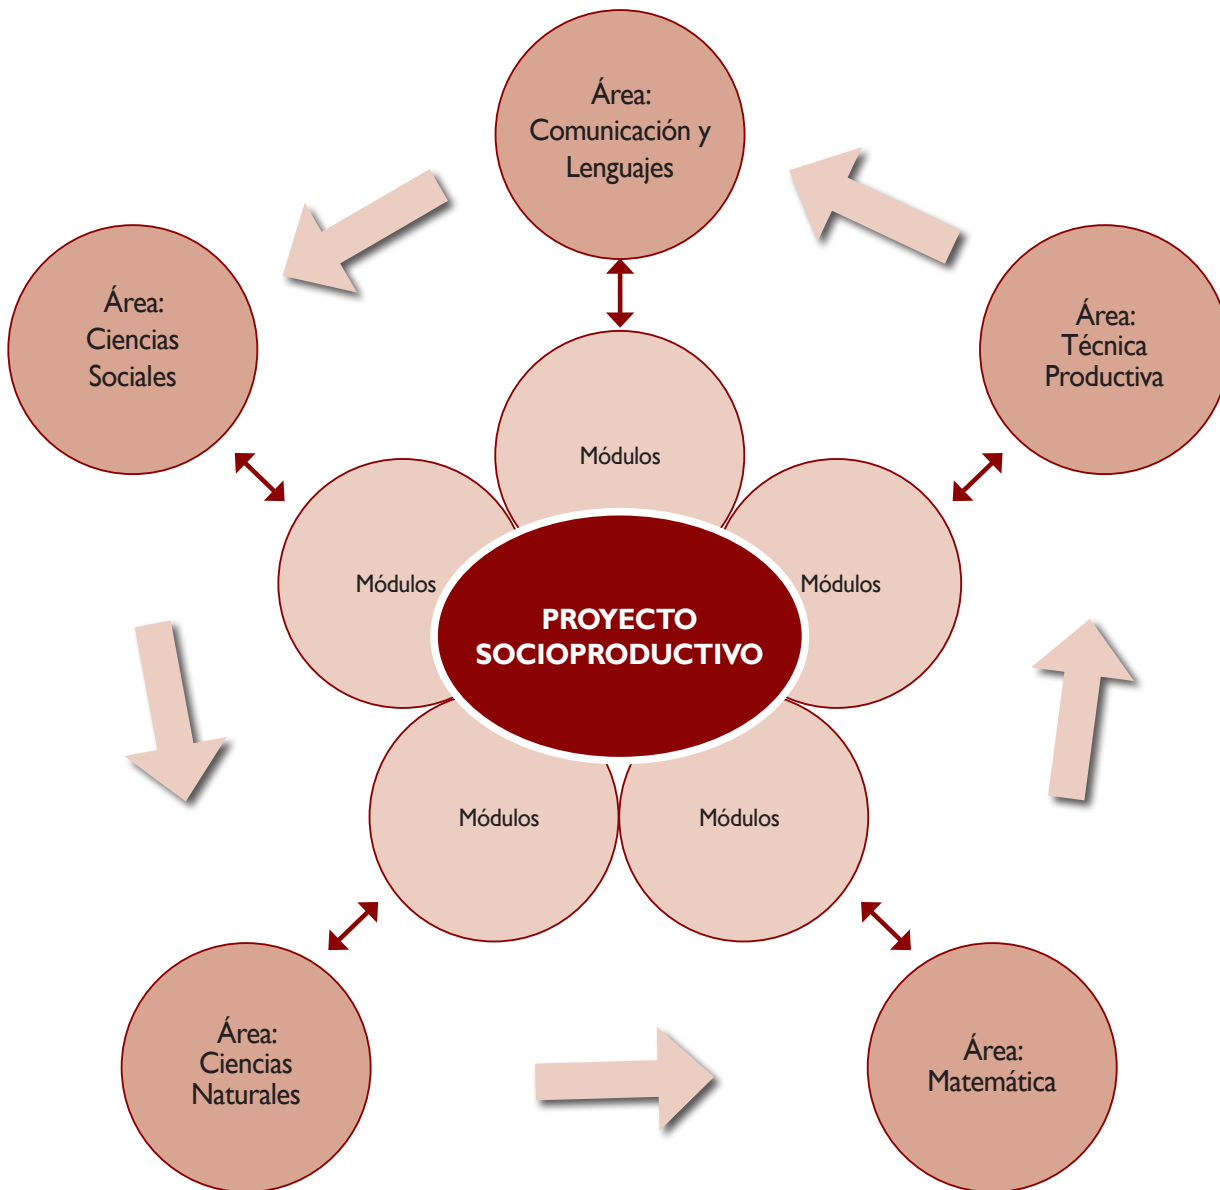 Área:
Comunicación y
Lenguajes
Área:
Ciencias
Sociales
Área:
Técnica
Productiva
Módulos
Módulos
Módulos
PROYECTO
SOCIOPRODUCTIVO
Módulos
Módulos
Área:
Ciencias
Naturales
Área:
Matemática